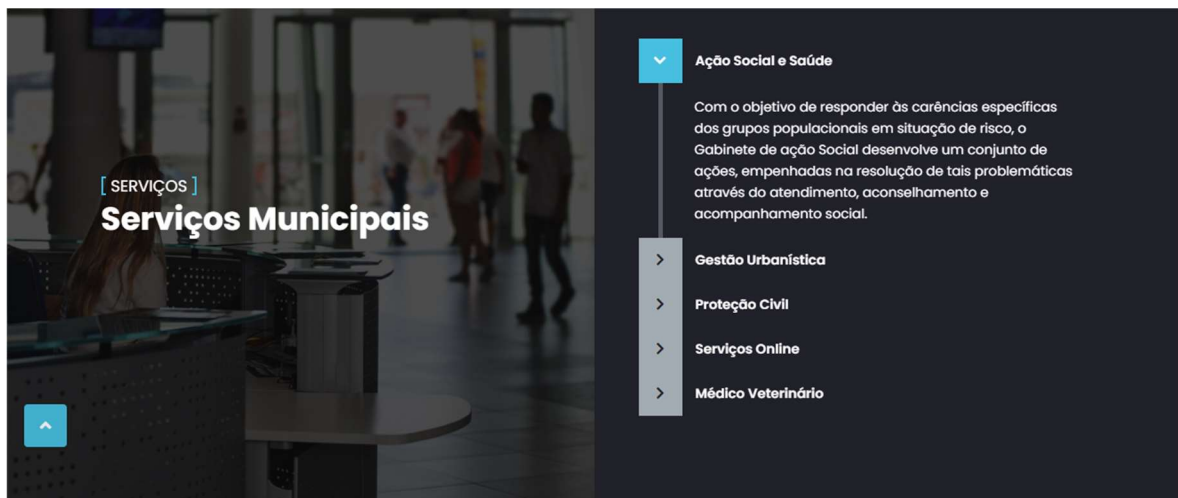 [ SERVIÇOS ]
Serviços Municipais
Ação Social e Saúde
Com o objetivo de responder às carências específicas
dos grupos populacionais em situação de risco, o
Gabinete de ação Social desenvolve um conjunto de
ações, empenhadas na resolução de tais problemáticas
através do atendimento, aconselhamento e
acompanhamento social.
Gestão Urbanística
Proteção Civil
Serviços Online
Médico Veterinário